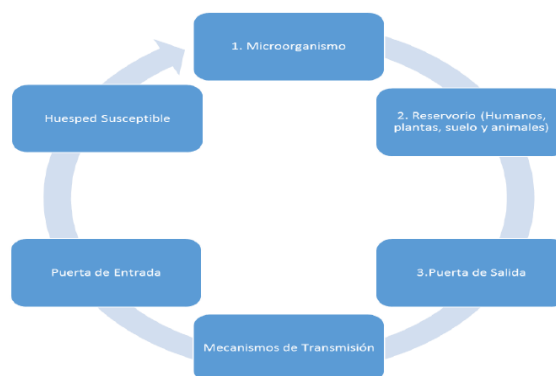 1. Microorganismo
2. Reservorio (Humanos,
plantas, suelo y animales)
3.Puerta de Salida
Mecanismos de Transmisión
Puerta de Entrada
Huesped Susceptible